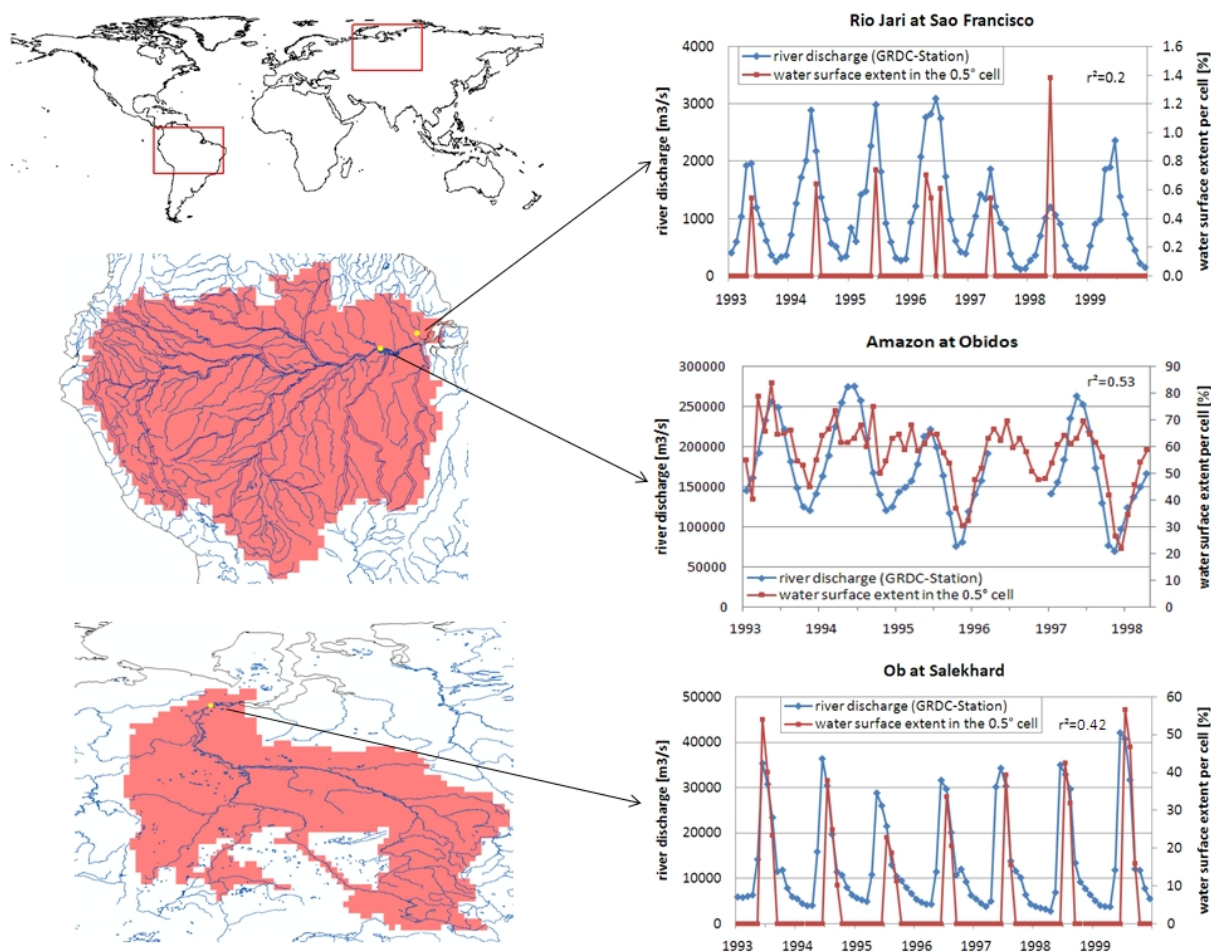 Rio Jari at Sao Francisco
river discharge (GRDC-Station)
water surface extent in the 0.5° cell
r²=0.2
river discharge [m3/s]
4000
3000
2000
1000
0
water surface extent per cell [%]
1.6
1.4
1.2
1.0
0.8
0.6
0.4
0.2
0.0
1993 1994 1995 1996 1997 1998 1999
Amazon at Obidos
r²=0.53
river discharge [m3/s]
300000
250000
200000
150000
100000
50000
0
water surface extent per cell [%]
90
80
70
60
50
40
30
20
10
0
river discharge (GRDC-Station)
water surface extent in the 0.5° cell
1993 1994 1995 1996 1997 1998
Ob at Salekhard
river discharge (GRDC-Station)
water surface extent in the 0.5° cell
r²=0.42
river discharge [m3/s]
50000
40000
30000
20000
10000
0
water surface extent per cell [%]
60
50
40
30
20
10
0
1993 1994 1995 1996 1997 1998 1999